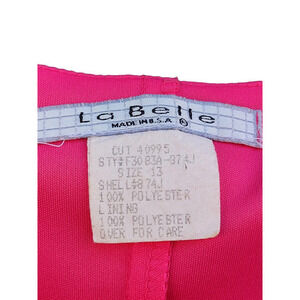 La Belle
MADE IN U.S.A.
CUT 40995
STY#F3083A-874J
SIZE 13
SHELL#874J
100% POLYESTER
LINING
100% POLYESTER
OVER FOR CARE